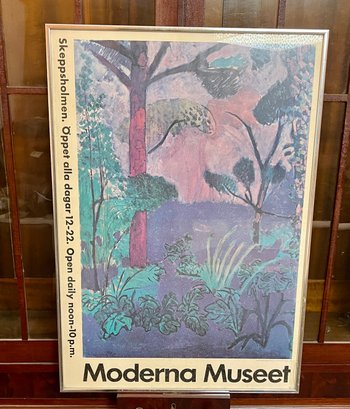 Skeppsholmen. Öppet alla dagar 12-22. Open daily noon-10 p.m.
Moderna Museet